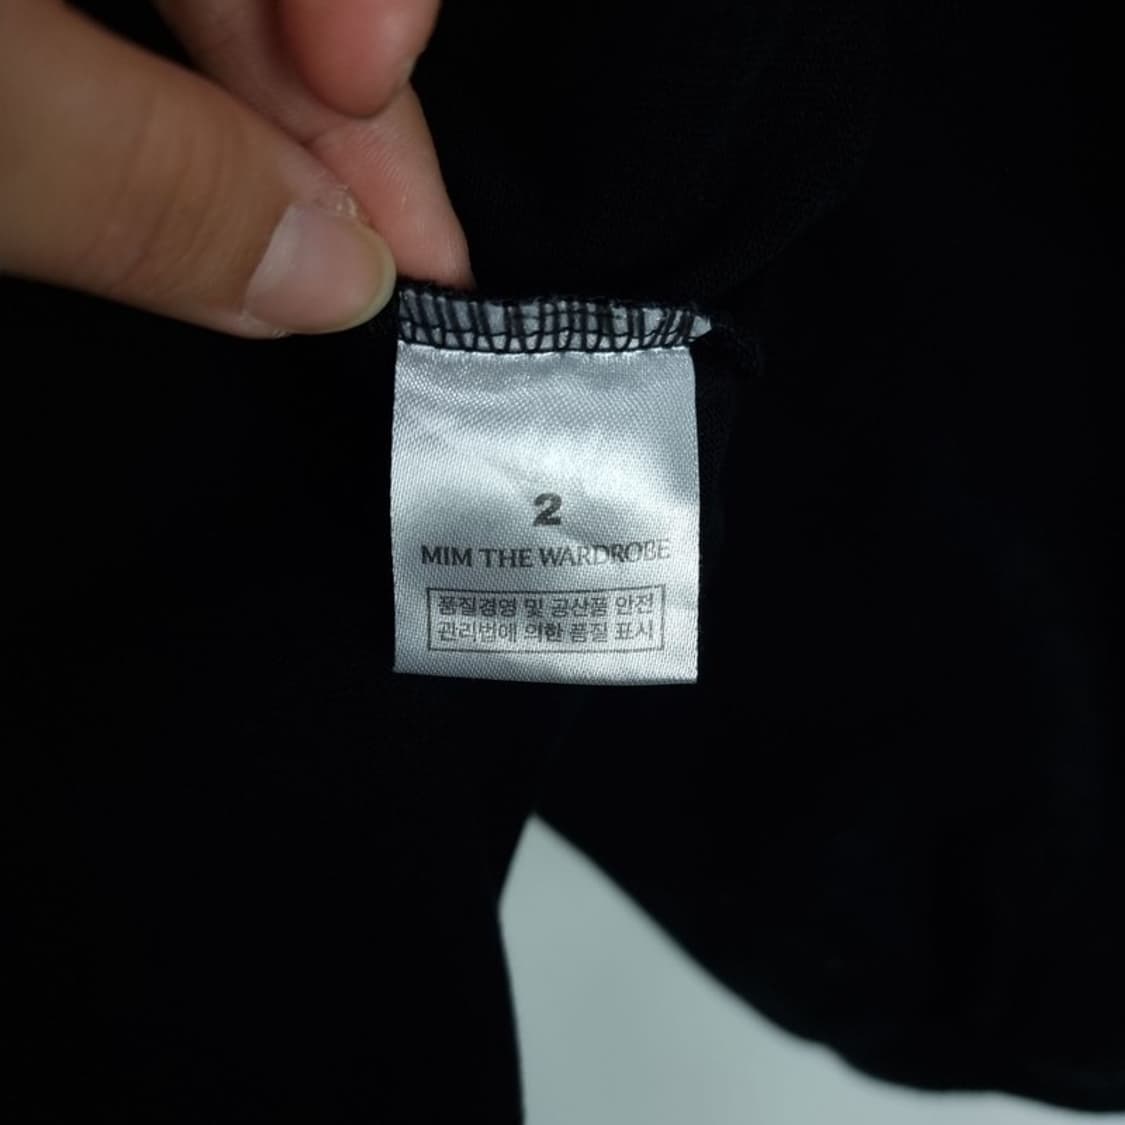 2
MIM THE WARDROBE
품질경영 및 공산품 안전
관리법에 의한 품질 표시